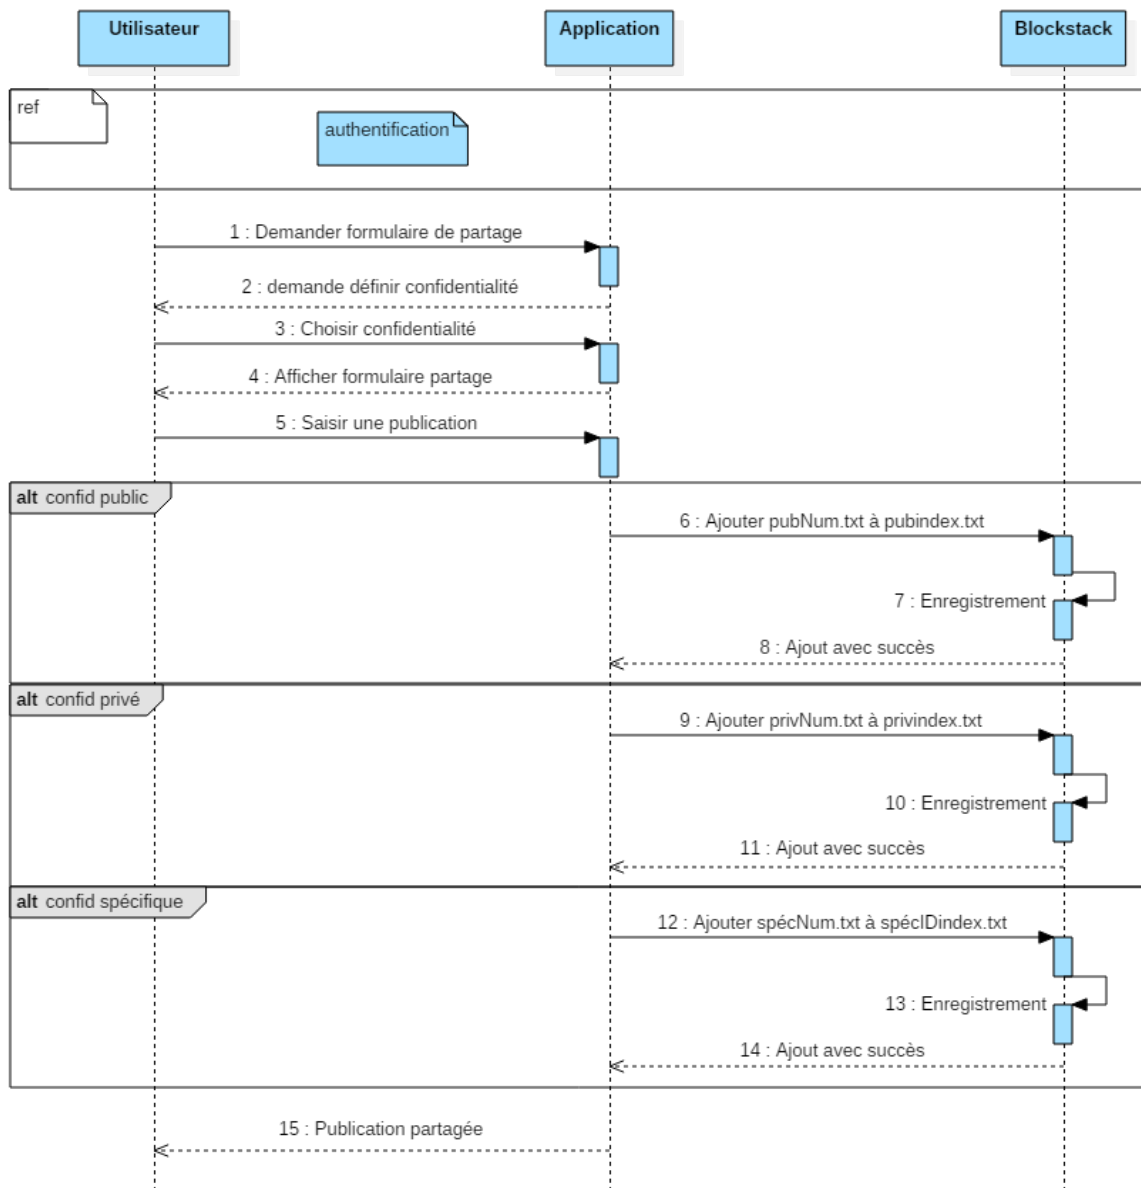 Utilisateur
Application
Blockstack
ref
authentification
1 : Demander formulaire de partage
2 : demande définir confidentialité
3 : Choisir confidentialité
4 : Afficher formulaire partage
5 : Saisir une publication
alt confid public
6 : Ajouter pubNum.txt à pubindex.txt
7 : Enregistrement
8 : Ajout avec succès
alt confid privé
9 : Ajouter privNum.txt à privindex.txt
10 : Enregistrement
11 : Ajout avec succès
alt confid spécifique
12 : Ajouter spécNum.txt à spécIDindex.txt
13 : Enregistrement
14 : Ajout avec succès
15 : Publication partagée